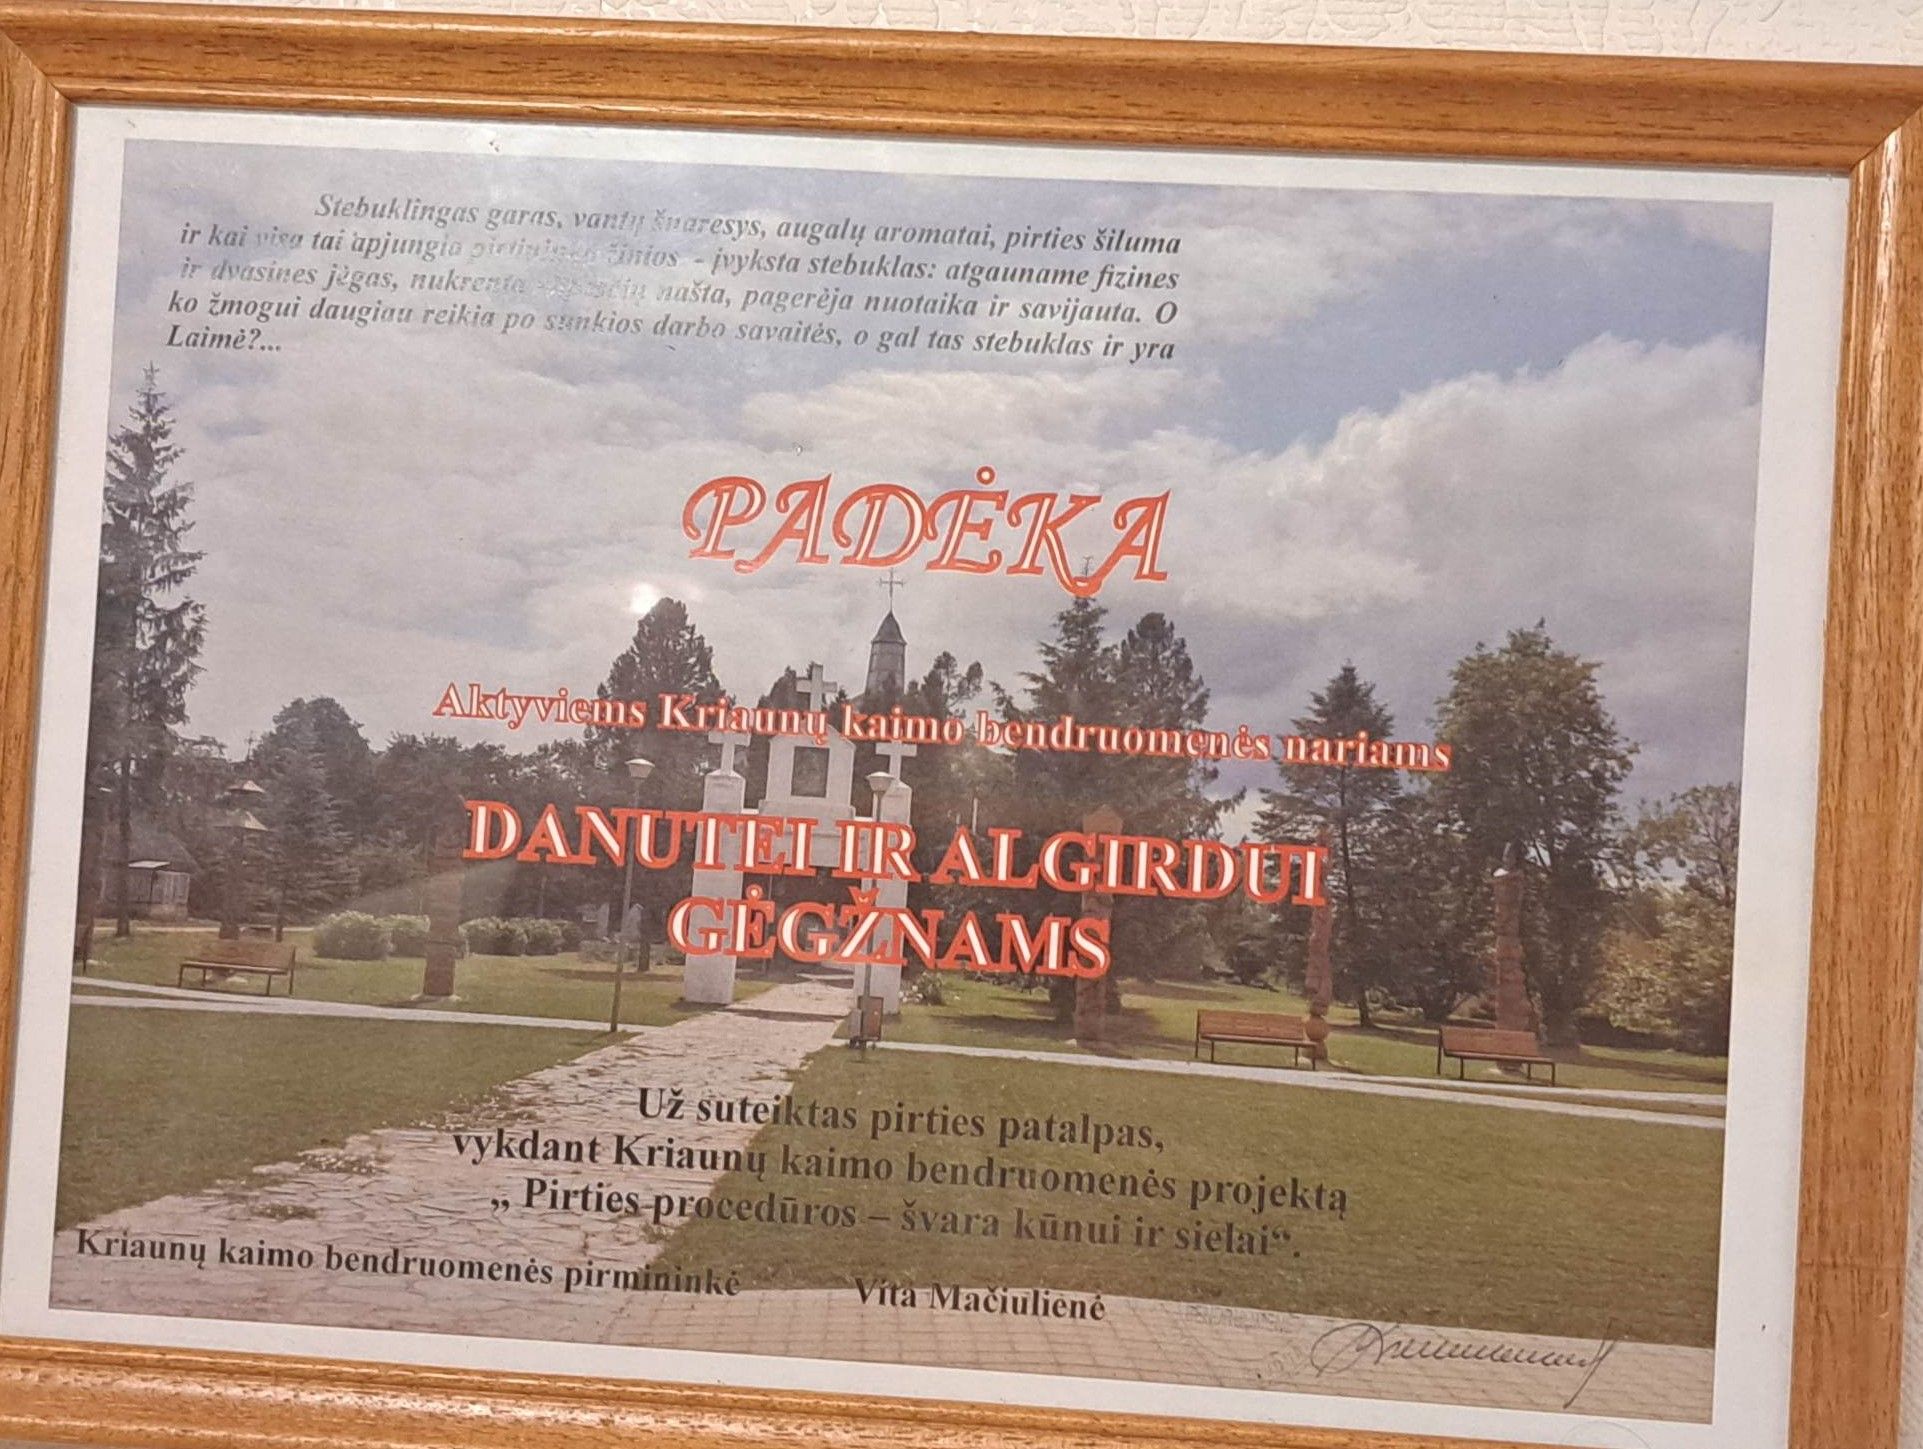 Stebuklingas garas, vantų šnaresys, augalų aromatai, pirties šiluma
ir kai visa tai apjungia pirtininko žinios - įvyksta stebuklas: atgauname fizines
ir dvasines jėgas, nukrenta našta, pagerėja nuotaika ir savijauta. O
ko žmogui daugiau reikia po sunkios darbo savaitės, o gal tas stebuklas ir yra
Laimė?...
PADĖKA
Aktyviems Kriaunų kaimo bendruomenės nariams
DANUTEI IR ALGIRDUI
GĖGŽNAMS
Už suteiktas pirties patalpas,
vykdant Kriaunų kaimo bendruomenės projektą
„ Pirties procedūros – švara kūnui ir sielai“.
Kriaunų kaimo bendruomenės pirmininkė Vita Mačiulienė